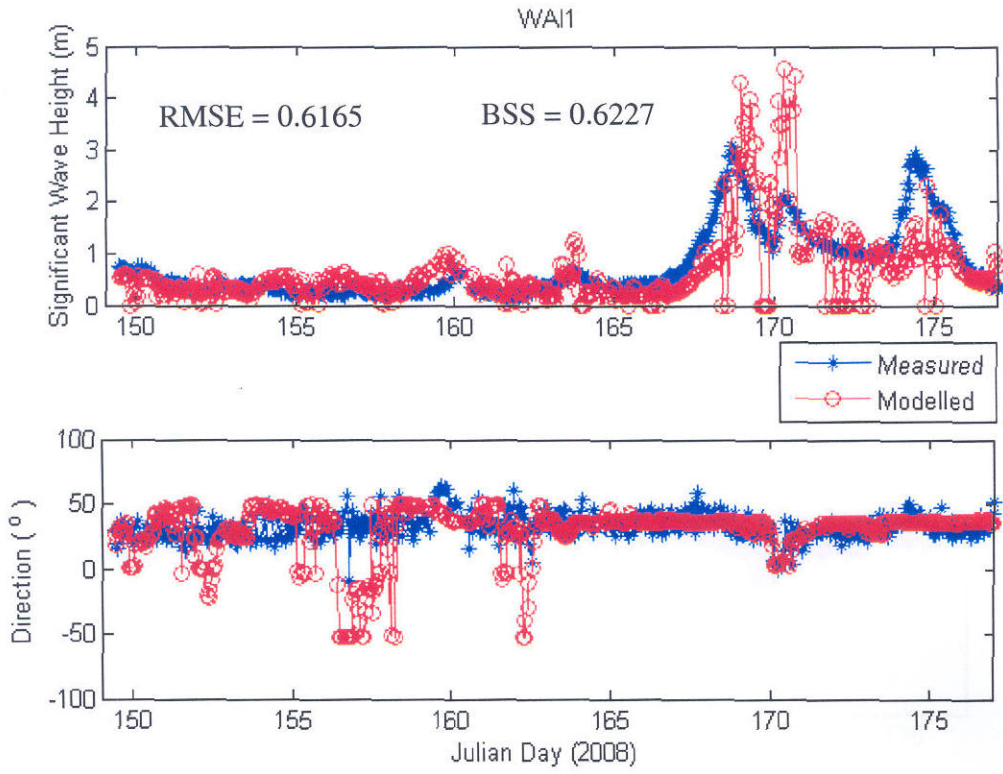 WAI1
Significant Wave Height (m)
5
4
3
2
1
0
RMSE = 0.6165
BSS = 0.6227
150
155
160
165
170
175
Measured
Modelled
Direction ( º )
100
50
0
-50
-100
150
155
160
165
170
175
Julian Day (2008)